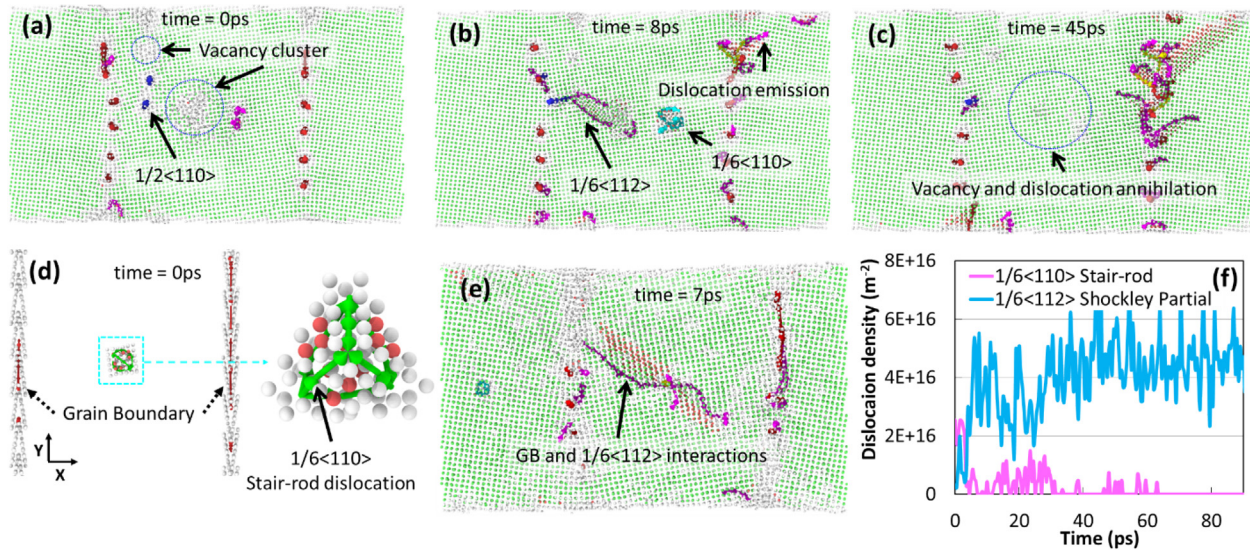 (a)
time = 0ps
Vacancy cluster
1/2<110>
(b)
time = 8ps
Dislocation emission
1/6<112>
1/6<110>
(c)
time = 45ps
Vacancy and dislocation annihilation
(d)
time = 0ps
Grain Boundary
Y
X
1/6<110>
Stair-rod dislocation
(e)
time = 7ps
GB and 1/6<112> interactions
(f)
Dislocaion density (m⁻²)
8E+16
6E+16
4E+16
2E+16
0
1/6<110> Stair-rod
1/6<112> Shockley Partial
0
20
40
60
80
Time (ps)